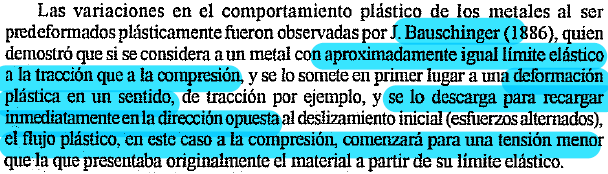 Las variaciones en el comportamiento plástico de los metales al ser
predeformados plásticamente fueron observadas por J. Bauschinger (1886), quien
demostró que si se considera a un metal con aproximadamente igual límite elástico
a la tracción que a la compresión, y se lo somete en primer lugar a una deformación
plástica en un sentido, de tracción por ejemplo, y se lo descarga para recargar
inmediatamente en la dirección opuesta al deslizamiento inicial (esfuerzos alternados),
el flujo plástico, en este caso a la compresión, comenzará para una tensión menor
que la que presentaba originalmente el material a partir de su límite elástico.